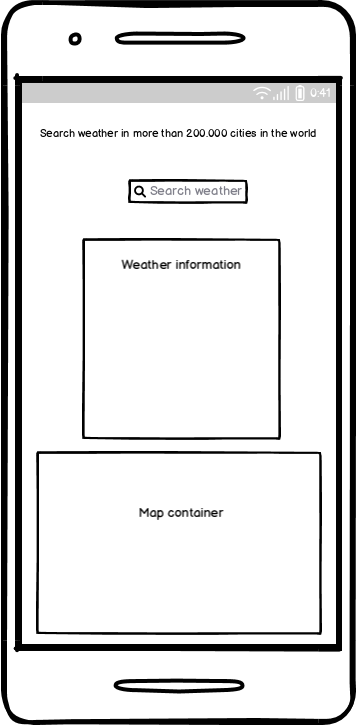 0:41
Search weather in more than 200.000 cities in the world
Search weather
Weather information
Map container